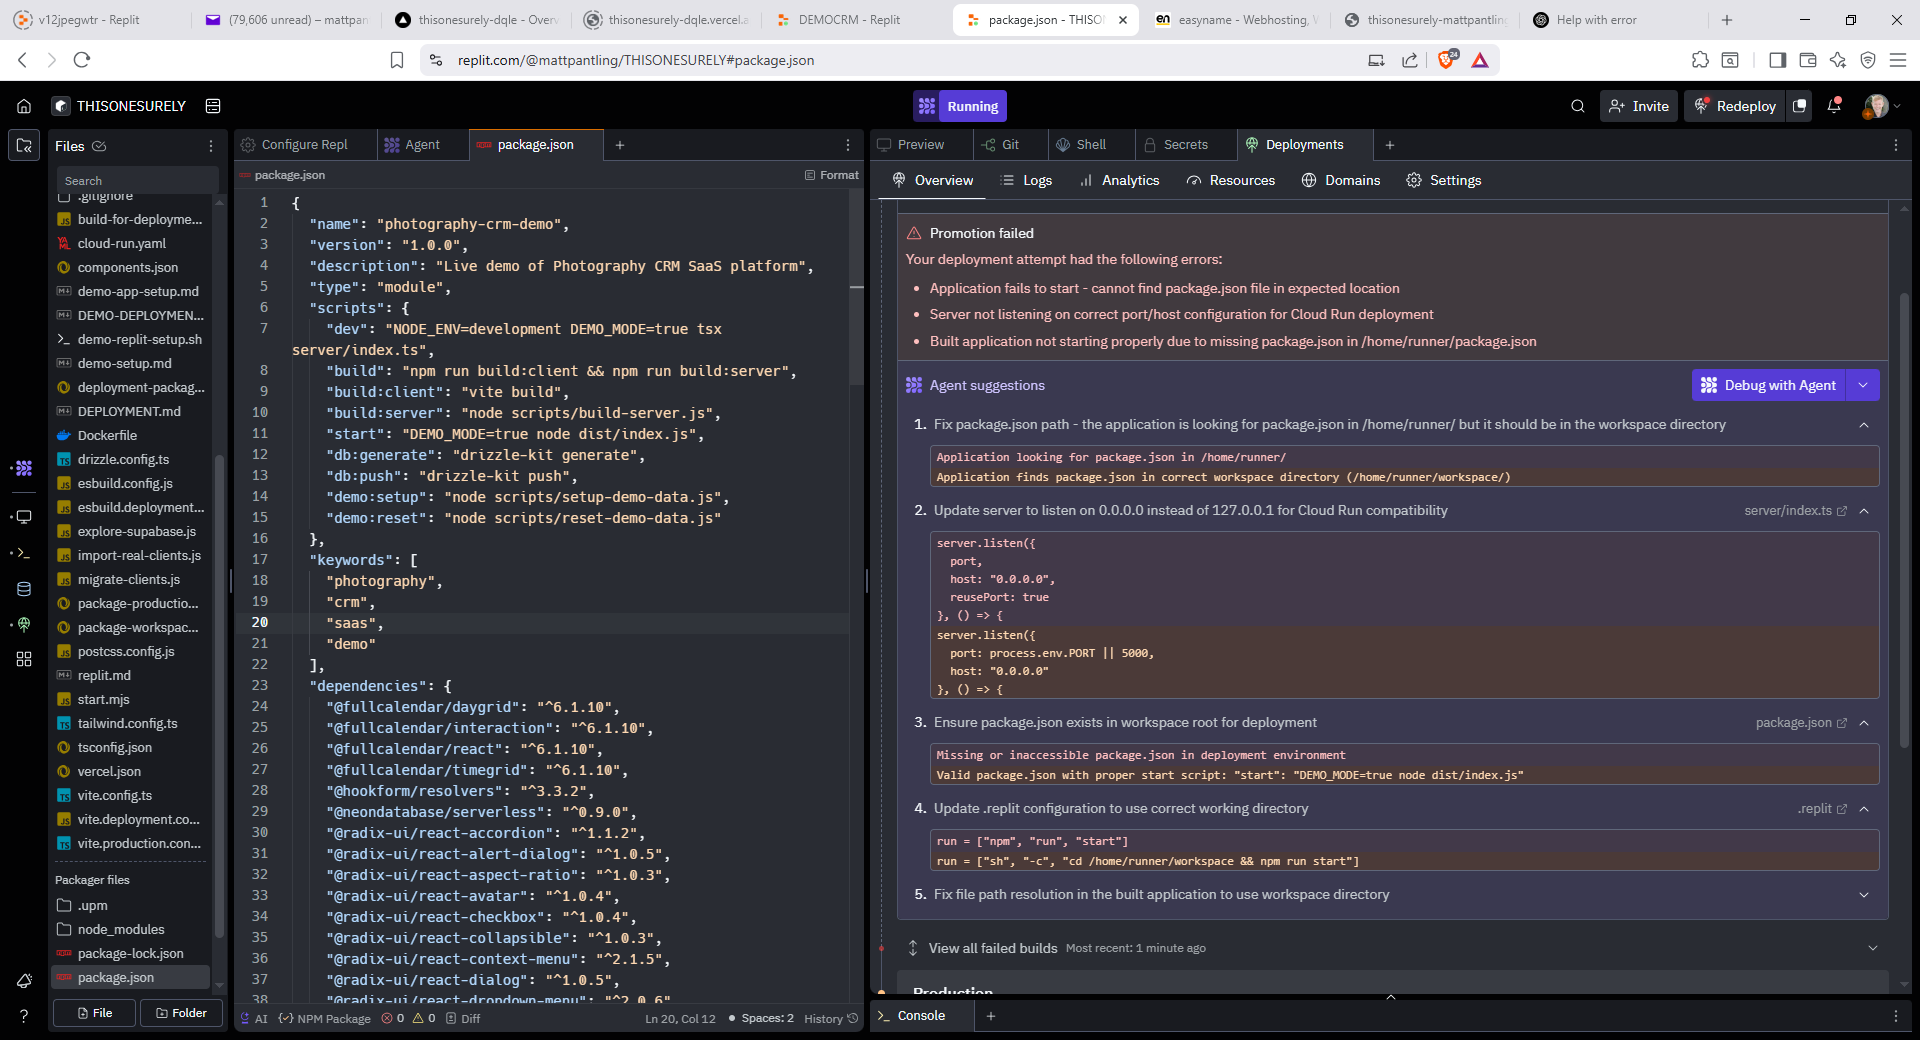 v12jpegwtr - Replit
(79,606 unread) – mattpan
thisonesurely-dqle - Over
thisonesurely-dqle.vercel.a
DEMOCRM - Replit
package.json - THISO
easyname - Webhosting, W
thisonesurely-mattpantling
Help with error
replit.com/@mattpantling/THISONESURELY#package.json
24
THISONESURELY
Running
Invite
Redeploy
Files
Configure Repl
Agent
package.json
Preview
Git
Shell
Secrets
Deployments
Search
package.json
Format
Overview
Logs
Analytics
Resources
Domains
Settings
.gitignore
build-for-deployme...
cloud-run.yaml
components.json
demo-app-setup.md
DEMO-DEPLOYMEN...
demo-replit-setup.sh
demo-setup.md
deployment-packag...
DEPLOYMENT.md
Dockerfile
drizzle.config.ts
esbuild.config.js
esbuild.deployment...
explore-supabase.js
import-real-clients.js
migrate-clients.js
package-productio...
package-workspac...
postcss.config.js
replit.md
start.mjs
tailwind.config.ts
tsconfig.json
vercel.json
vite.config.ts
vite.deployment.co...
vite.production.con...
Packager files
.upm
node_modules
package-lock.json
package.json
File
Folder
1 {
2 "name": "photography-crm-demo",
3 "version": "1.0.0",
4 "description": "Live demo of Photography CRM SaaS platform",
5 "type": "module",
6 "scripts": {
7 "dev": "NODE_ENV=development DEMO_MODE=true tsx
server/index.ts",
8 "build": "npm run build:client && npm run build:server",
9 "build:client": "vite build",
10 "build:server": "node scripts/build-server.js",
11 "start": "DEMO_MODE=true node dist/index.js",
12 "db:generate": "drizzle-kit generate",
13 "db:push": "drizzle-kit push",
14 "demo:setup": "node scripts/setup-demo-data.js",
15 "demo:reset": "node scripts/reset-demo-data.js"
16 },
17 "keywords": [
18 "photography",
19 "crm",
20 "saas",
21 "demo"
22 ],
23 "dependencies": {
24 "@fullcalendar/daygrid": "^6.1.10",
25 "@fullcalendar/interaction": "^6.1.10",
26 "@fullcalendar/react": "^6.1.10",
27 "@fullcalendar/timegrid": "^6.1.10",
28 "@hookform/resolvers": "^3.3.2",
29 "@neondatabase/serverless": "^0.9.0",
30 "@radix-ui/react-accordion": "^1.1.2",
31 "@radix-ui/react-alert-dialog": "^1.0.5",
32 "@radix-ui/react-aspect-ratio": "^1.0.3",
33 "@radix-ui/react-avatar": "^1.0.4",
34 "@radix-ui/react-checkbox": "^1.0.4",
35 "@radix-ui/react-collapsible": "^1.0.3",
36 "@radix-ui/react-context-menu": "^2.1.5",
37 "@radix-ui/react-dialog": "^1.0.5",
38 "@radix-ui/react-dropdown-menu": "^2.0.6"
AI
NPM Package
0
0
Diff
Ln 20, Col 12
Spaces: 2
History
Promotion failed
Your deployment attempt had the following errors:
• Application fails to start - cannot find package.json file in expected location
• Server not listening on correct port/host configuration for Cloud Run deployment
• Built application not starting properly due to missing package.json in /home/runner/package.json
Agent suggestions
Debug with Agent
1. Fix package.json path - the application is looking for package.json in /home/runner/ but it should be in the workspace directory
Application looking for package.json in /home/runner/
Application finds package.json in correct workspace directory (/home/runner/workspace/)
2. Update server to listen on 0.0.0.0 instead of 127.0.0.1 for Cloud Run compatibility
server/index.ts
server.listen({
port,
host: "0.0.0.0",
reusePort: true
}, () => {
server.listen({
port: process.env.PORT || 5000,
host: "0.0.0.0"
}, () => {
3. Ensure package.json exists in workspace root for deployment
package.json
Missing or inaccessible package.json in deployment environment
Valid package.json with proper start script: "start": "DEMO_MODE=true node dist/index.js"
4. Update .replit configuration to use correct working directory
.replit
run = ["npm", "run", "start"]
run = ["sh", "-c", "cd /home/runner/workspace && npm run start"]
5. Fix file path resolution in the built application to use workspace directory
View all failed builds
Most recent: 1 minute ago
Production
Console